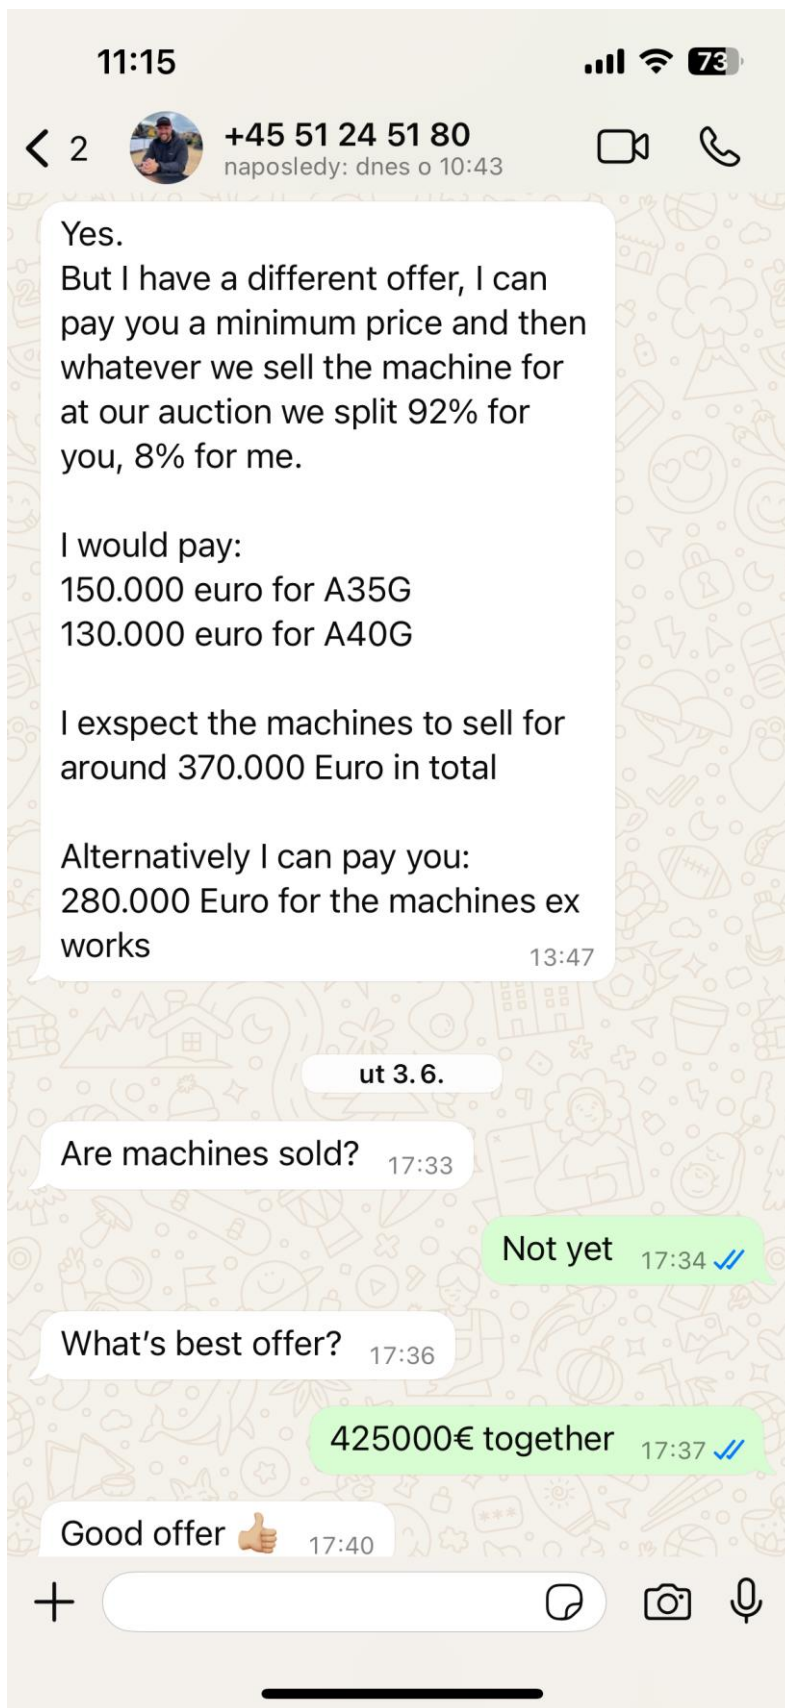 11:15
73
2
+45 51 24 51 80
naposledy: dnes o 10:43
Yes.
But I have a different offer, I can
pay you a minimum price and then
whatever we sell the machine for
at our auction we split 92% for
you, 8% for me.
I would pay:
150.000 euro for A35G
130.000 euro for A40G
I exspect the machines to sell for
around 370.000 Euro in total
Alternatively I can pay you:
280.000 Euro for the machines ex
works
13:47
ut 3. 6.
Are machines sold? 17:33
Not yet 17:34
What's best offer? 17:36
425000€ together 17:37
Good offer 👍🏼 17:40